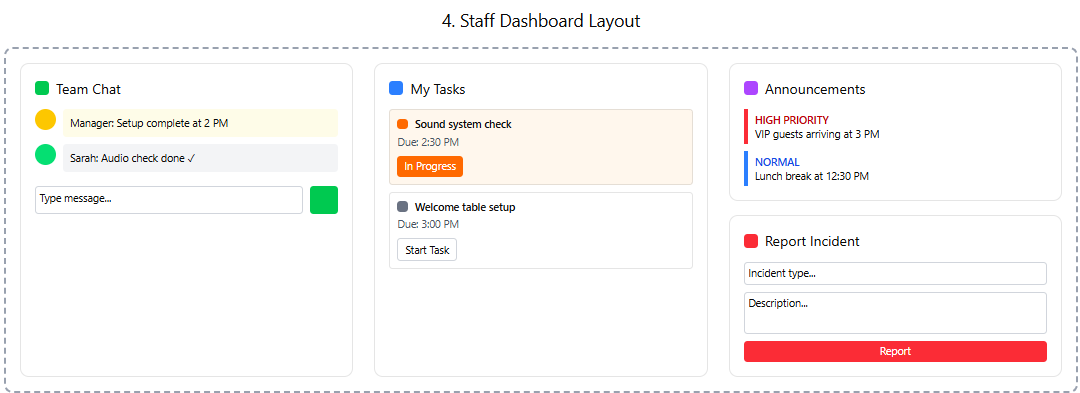 4. Staff Dashboard Layout
Team Chat
Manager: Setup complete at 2 PM
Sarah: Audio check done ✓
Type message...
My Tasks
Sound system check
Due: 2:30 PM
In Progress
Welcome table setup
Due: 3:00 PM
Start Task
Announcements
HIGH PRIORITY
VIP guests arriving at 3 PM
NORMAL
Lunch break at 12:30 PM
Report Incident
Incident type...
Description...
Report